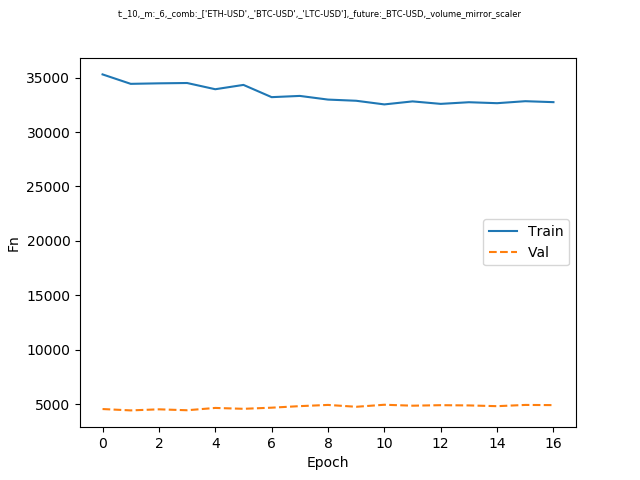 t:_10,_m:_6,_comb:_['ETH-USD',_'BTC-USD',_'LTC-USD'],_future:_BTC-USD,_volume_mirror_scaler
35000
30000
25000
20000
15000
10000
5000
Fn
Train
Val
0 2 4 6 8 10 12 14 16
Epoch